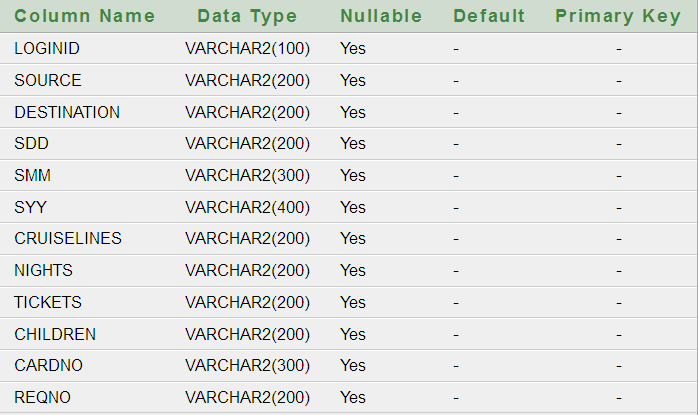 Column Name Data Type Nullable Default Primary Key
LOGINID VARCHAR2(100) Yes - -
SOURCE VARCHAR2(200) Yes - -
DESTINATION VARCHAR2(200) Yes - -
SDD VARCHAR2(200) Yes - -
SMM VARCHAR2(300) Yes - -
SYY VARCHAR2(400) Yes - -
CRUISELINES VARCHAR2(200) Yes - -
NIGHTS VARCHAR2(200) Yes - -
TICKETS VARCHAR2(200) Yes - -
CHILDREN VARCHAR2(200) Yes - -
CARDNO VARCHAR2(300) Yes - -
REQNO VARCHAR2(200) Yes - -